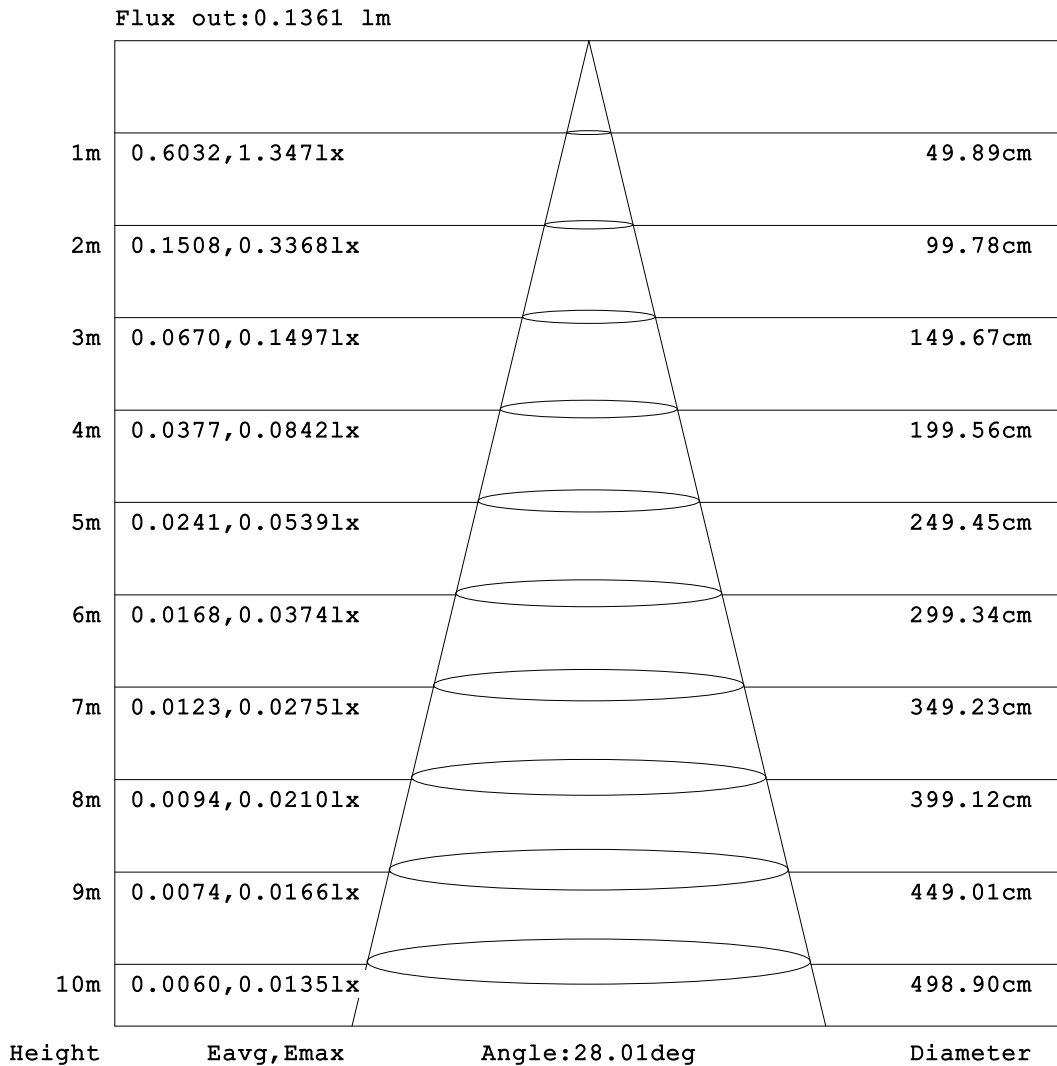 Flux out:0.1361 lm
1m 0.6032,1.347lx 49.89cm
2m 0.1508,0.3368lx 99.78cm
3m 0.0670,0.1497lx 149.67cm
4m 0.0377,0.0842lx 199.56cm
5m 0.0241,0.0539lx 249.45cm
6m 0.0168,0.0374lx 299.34cm
7m 0.0123,0.0275lx 349.23cm
8m 0.0094,0.0210lx 399.12cm
9m 0.0074,0.0166lx 449.01cm
10m 0.0060,0.0135lx 498.90cm
Height Eavg,Emax Angle:28.01deg Diameter